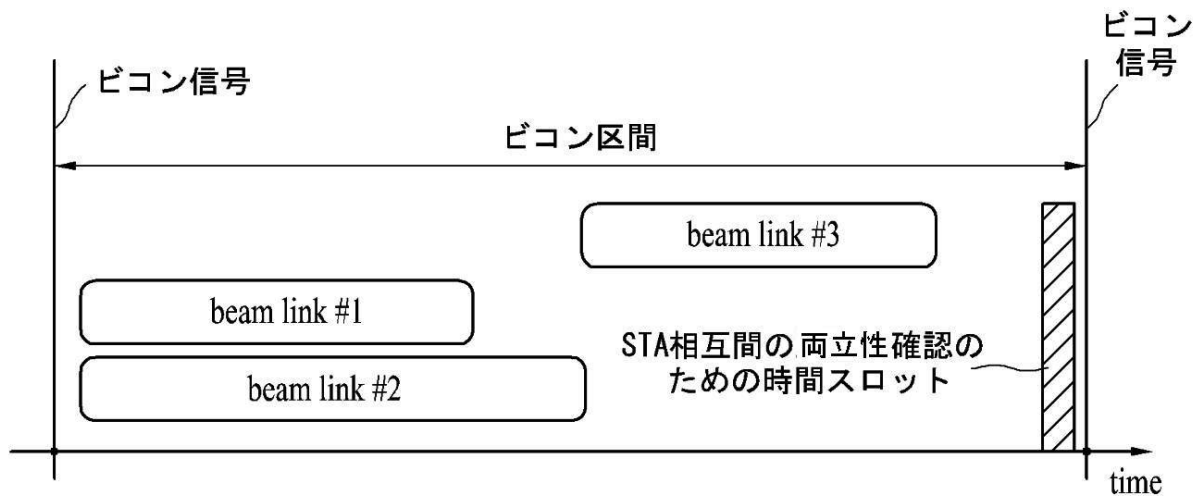 ビコン
信号
ビコン信号
ビコン区間
beam link #3
beam link #1
STA相互間の両立性確認の
ための時間スロット
beam link #2
time